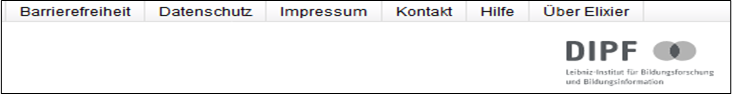 Barrierefreiheit Datenschutz Impressum Kontakt Hilfe Über Elixier
DIPF
Leibniz-Institut für Bildungsforschung
und Bildungsinformation